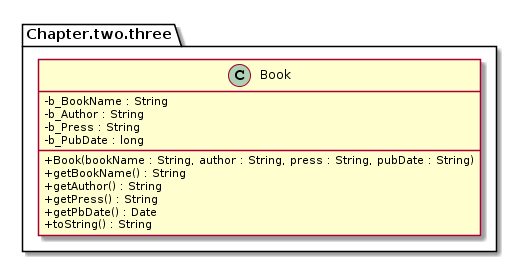 Chapter.two.three
C Book
-b_BookName : String
-b_Author : String
-b_Press : String
-b_PubDate : long
+Book(bookName : String, author : String, press : String, pubDate : String)
+getBookName() : String
+getAuthor() : String
+getPress() : String
+getPbDate() : Date
+toString() : String